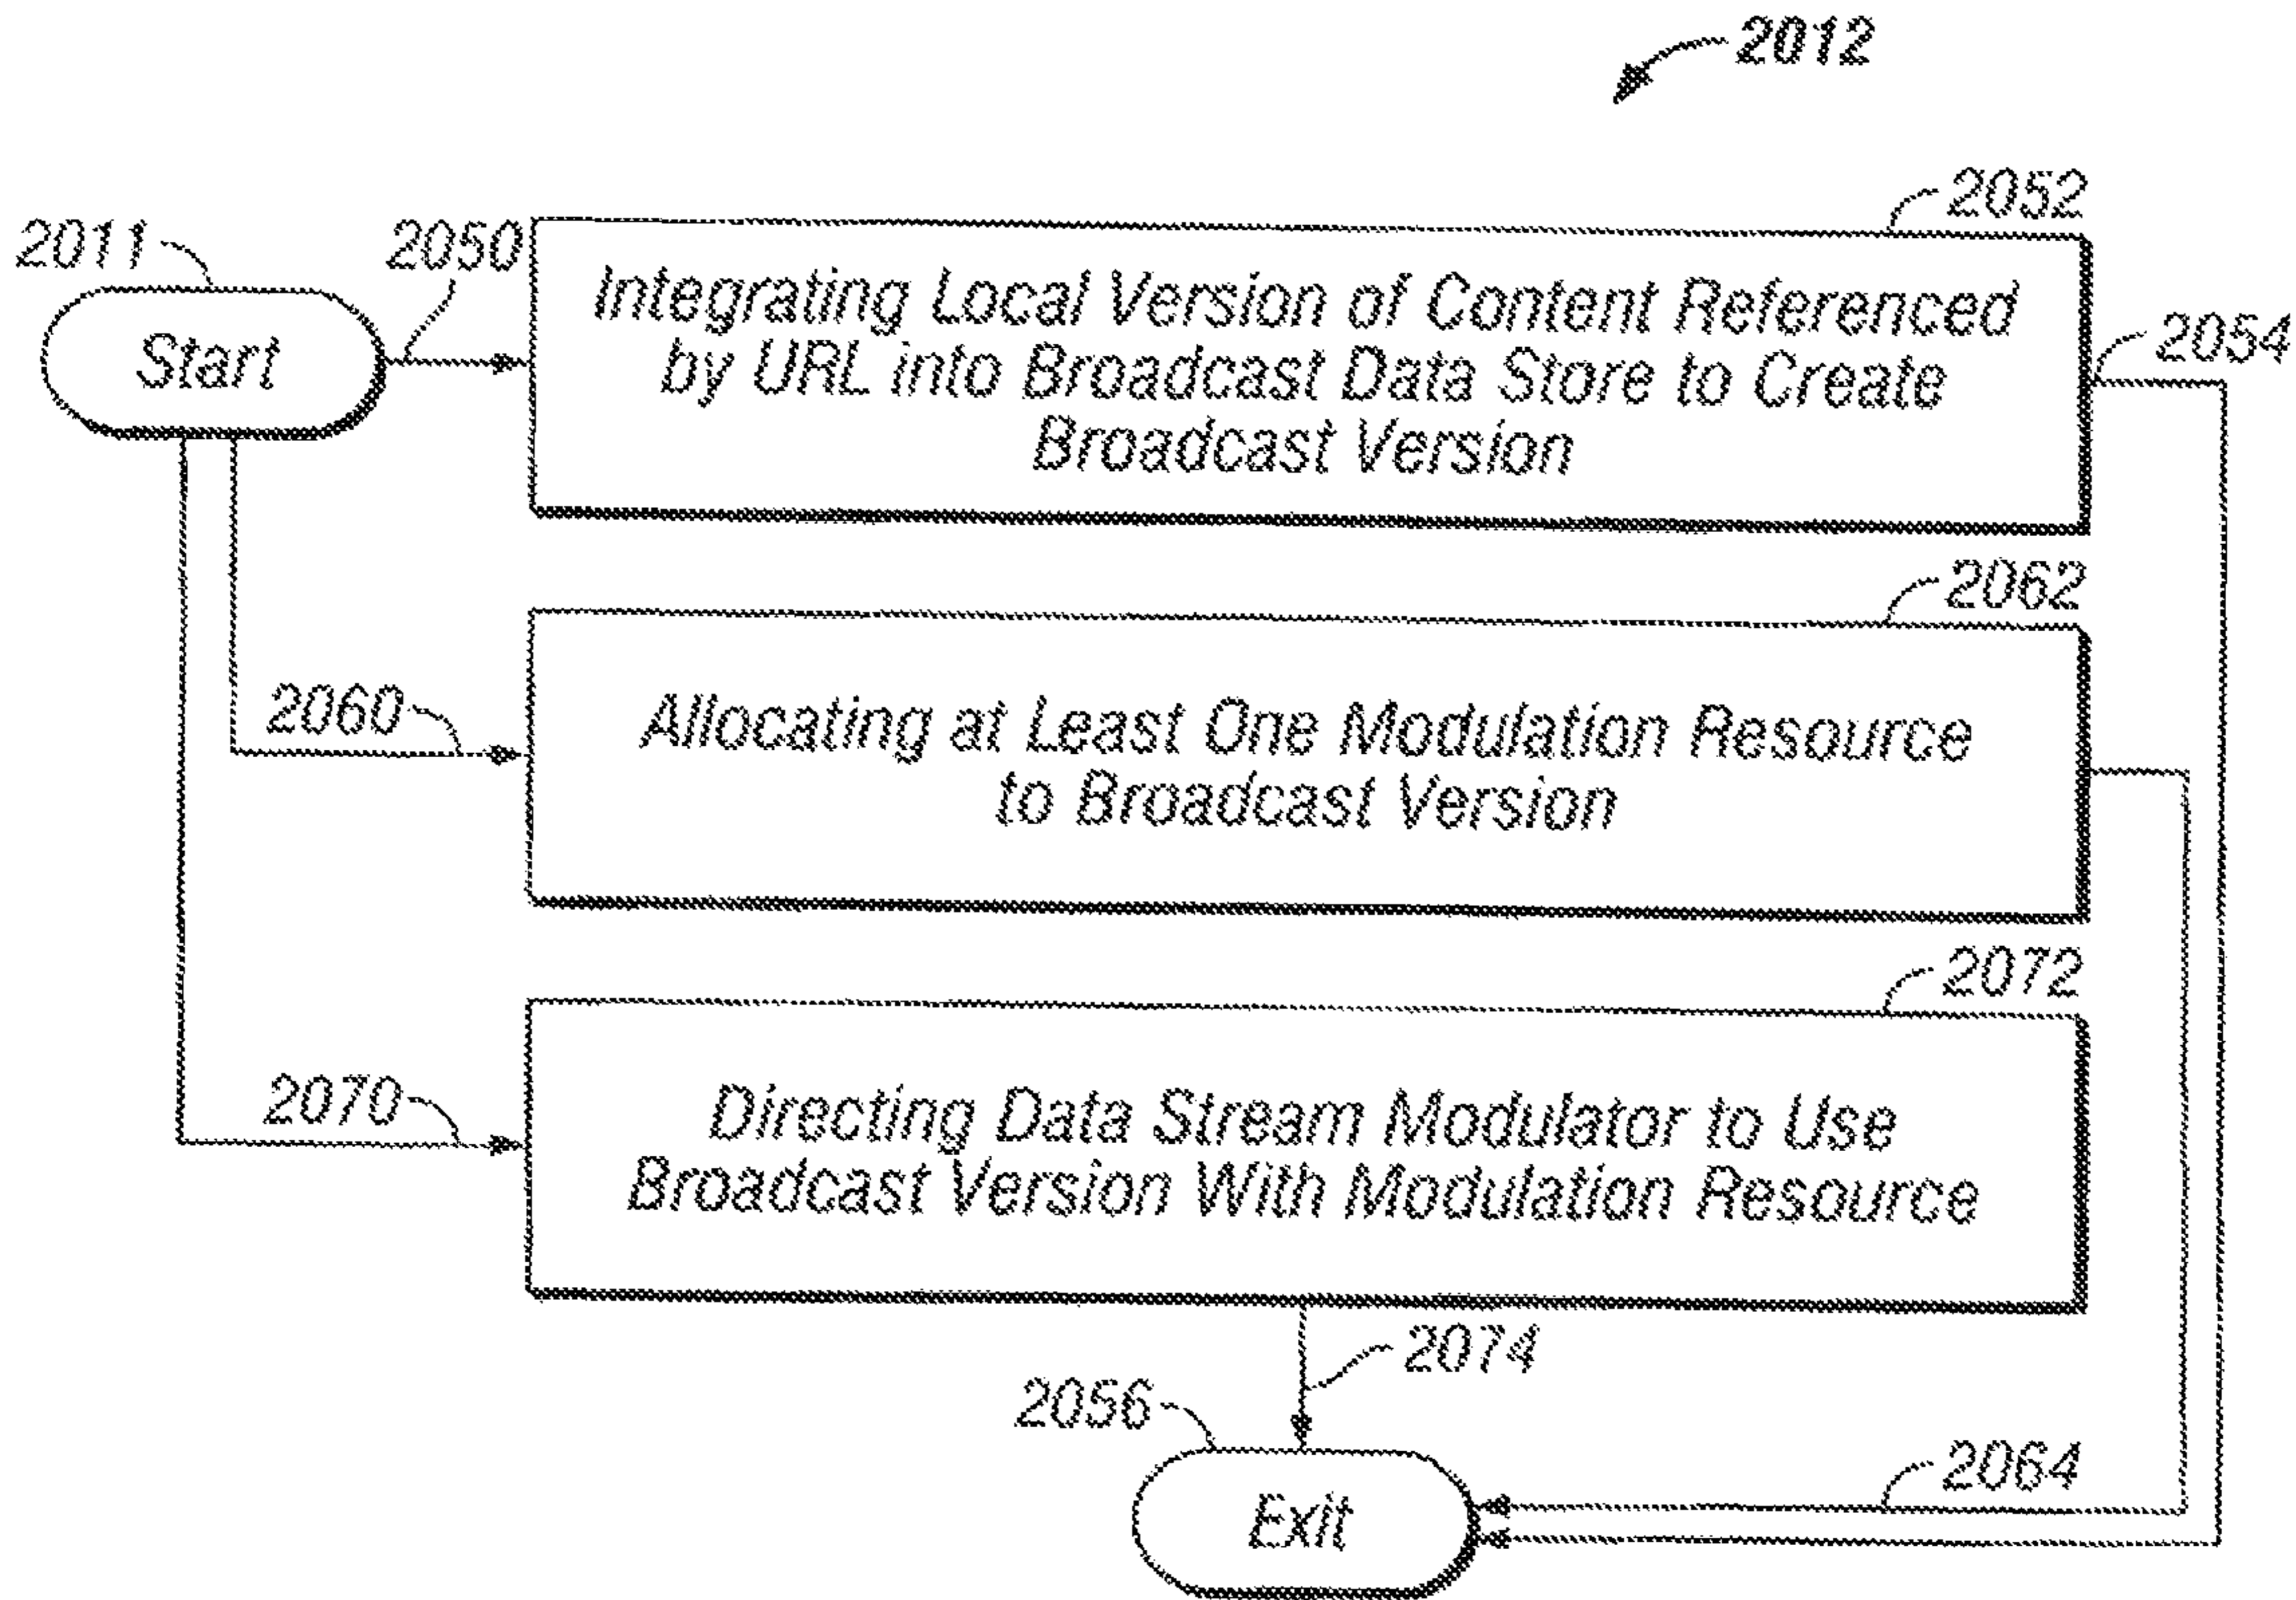 2012
2052
2011
2050
Start
Integrating Local Version of Content Referenced
by URL into Broadcast Data Store to Create
Broadcast Version
2054
2062
2060
Allocating at Least One Modulation Resource
to Broadcast Version
2072
2070
Directing Data Stream Modulator to Use
Broadcast Version With Modulation Resource
2074
2056
2064
Exit